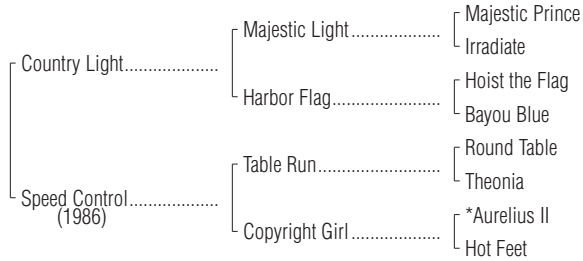 Majestic Prince
Majestic Light...................
Irradiate
Country Light....................
Hoist the Flag
Harbor Flag.......................
Bayou Blue
Round Table
Table Run..........................
Theonia
Speed Control...................
(1986)
*Aurelius II
Copyright Girl....................
Hot Feet